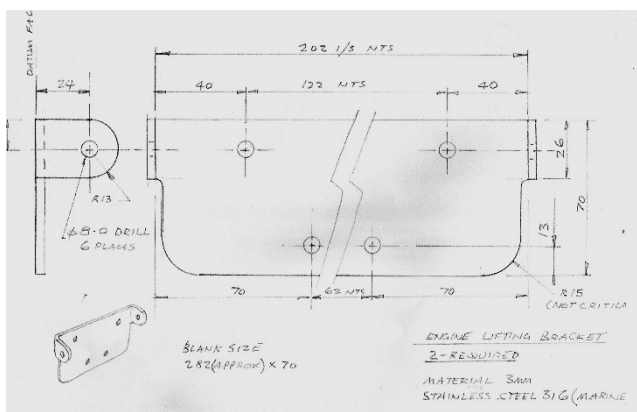 202 I/S NTS
24
40
122 NTS
40
26
70
13
R13
Ø8.0 DRILL
6 PLACES
70
62 NTS
70
R15
(NOT CRITICA
BLANK SIZE
282(APPROX) × 70
ENGINE LIFTING BRACKET
2-REQUIRED
MATERIAL 3MM
STAINLESS STEEL 316 (MARINE